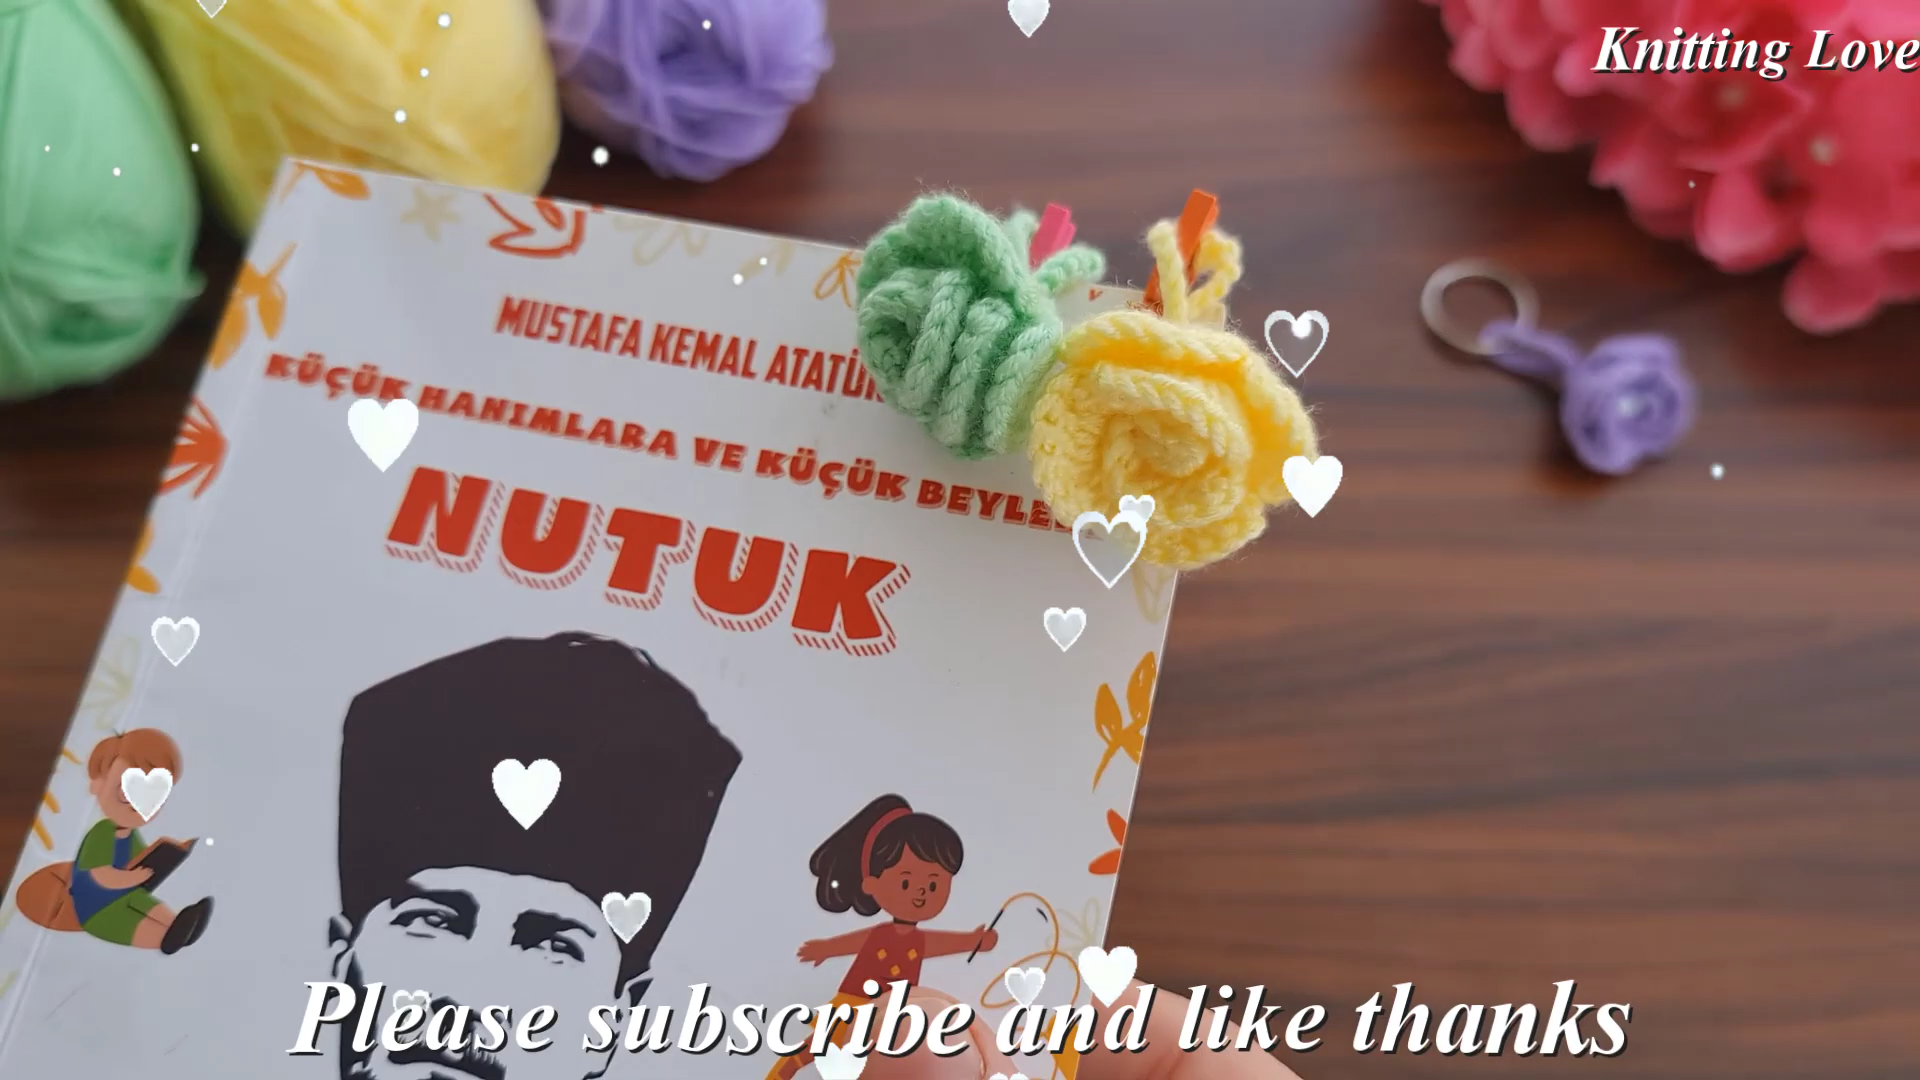 Knitting Love
MUSTAFA KEMAL
KÜÇÜK HANIMLARA VE KÜÇÜK
NUTUK
Please subscribe and like thanks